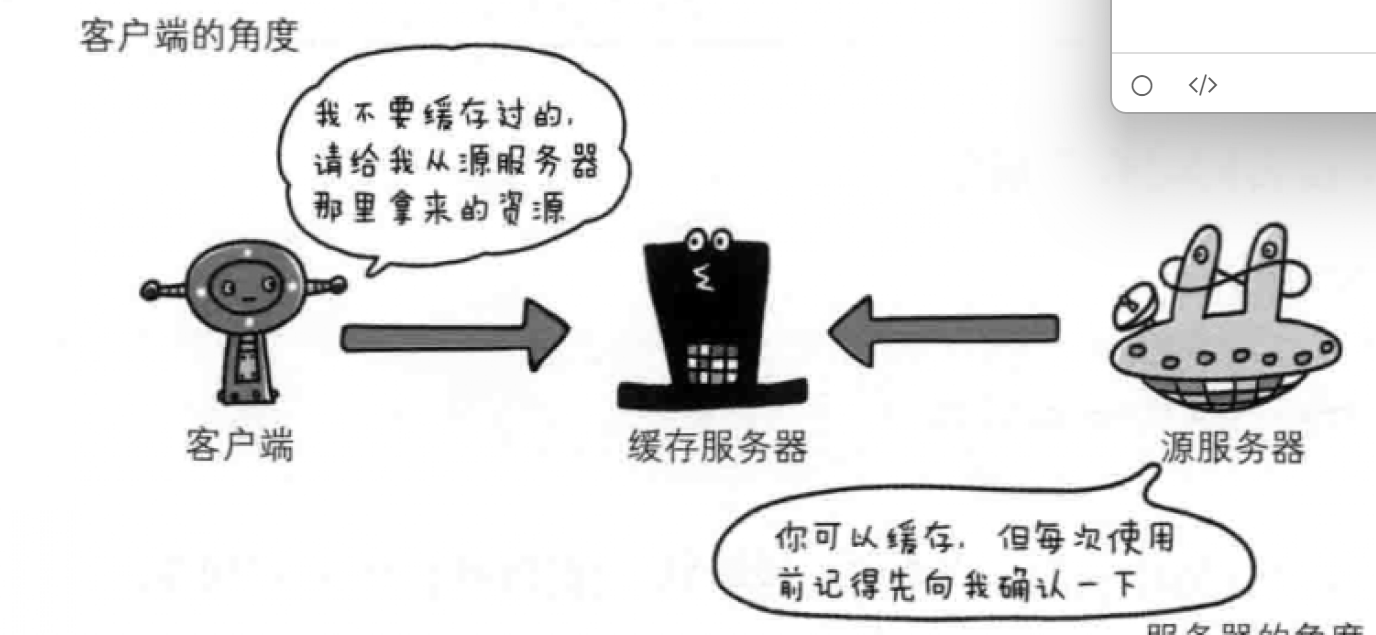 客户端的角度
我不要缓存过的，
请给我从源服务器
那里拿来的资源
</>
客户端
缓存服务器
源服务器
你可以缓存，但每次使用
前记得先向我确认一下
服务器的角度